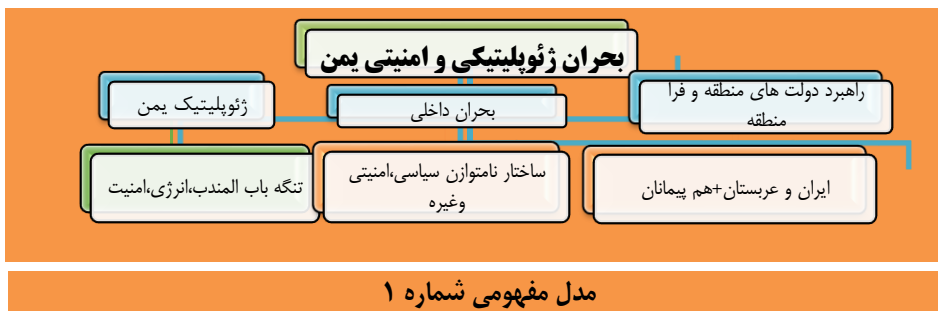 بحران ژئوپلیتیکی و امنیتی یمن
راهبرد دولت های منطقه و فرا
منطقه
بحران داخلی
ژئوپلیتیک یمن
ایران و عربستان+هم پیمانان
ساختار نامتوازن سیاسی،امنیتی
وغیره
تنگه باب المندب،انرژی،امنیت
مدل مفهومی شماره ۱